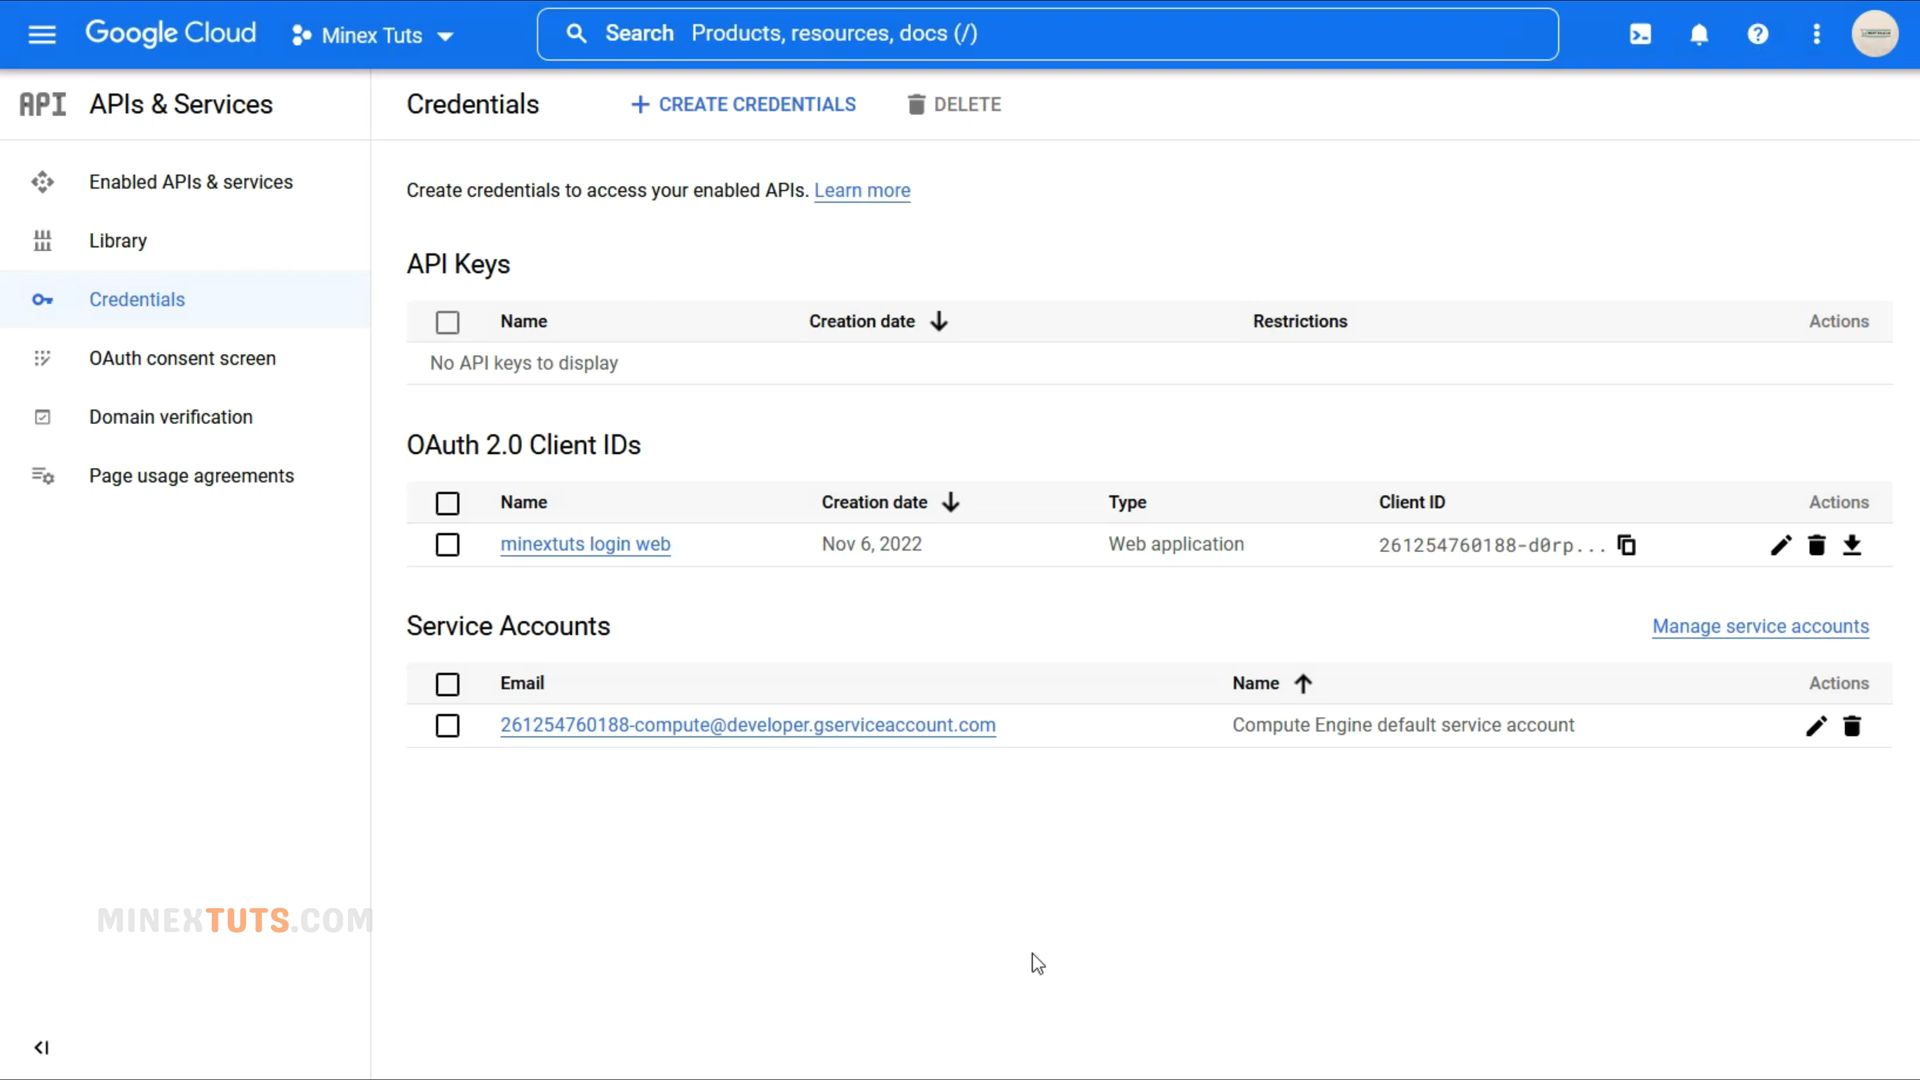 Google Cloud
Minex Tuts
Search Products, resources, docs (/)
API APIs & Services
Credentials
CREATE CREDENTIALS
DELETE
Enabled APIs & services
Library
Credentials
OAuth consent screen
Domain verification
Page usage agreements
Create credentials to access your enabled APIs. Learn more
API Keys
Name Creation date Restrictions Actions
No API keys to display
OAuth 2.0 Client IDs
Name Creation date Type Client ID Actions
minextuts login web Nov 6, 2022 Web application 261254760188-d0rp...
Service Accounts Manage service accounts
Email Name Actions
261254760188-compute@developer.gserviceaccount.com Compute Engine default service account
MINEXTUTS.COM